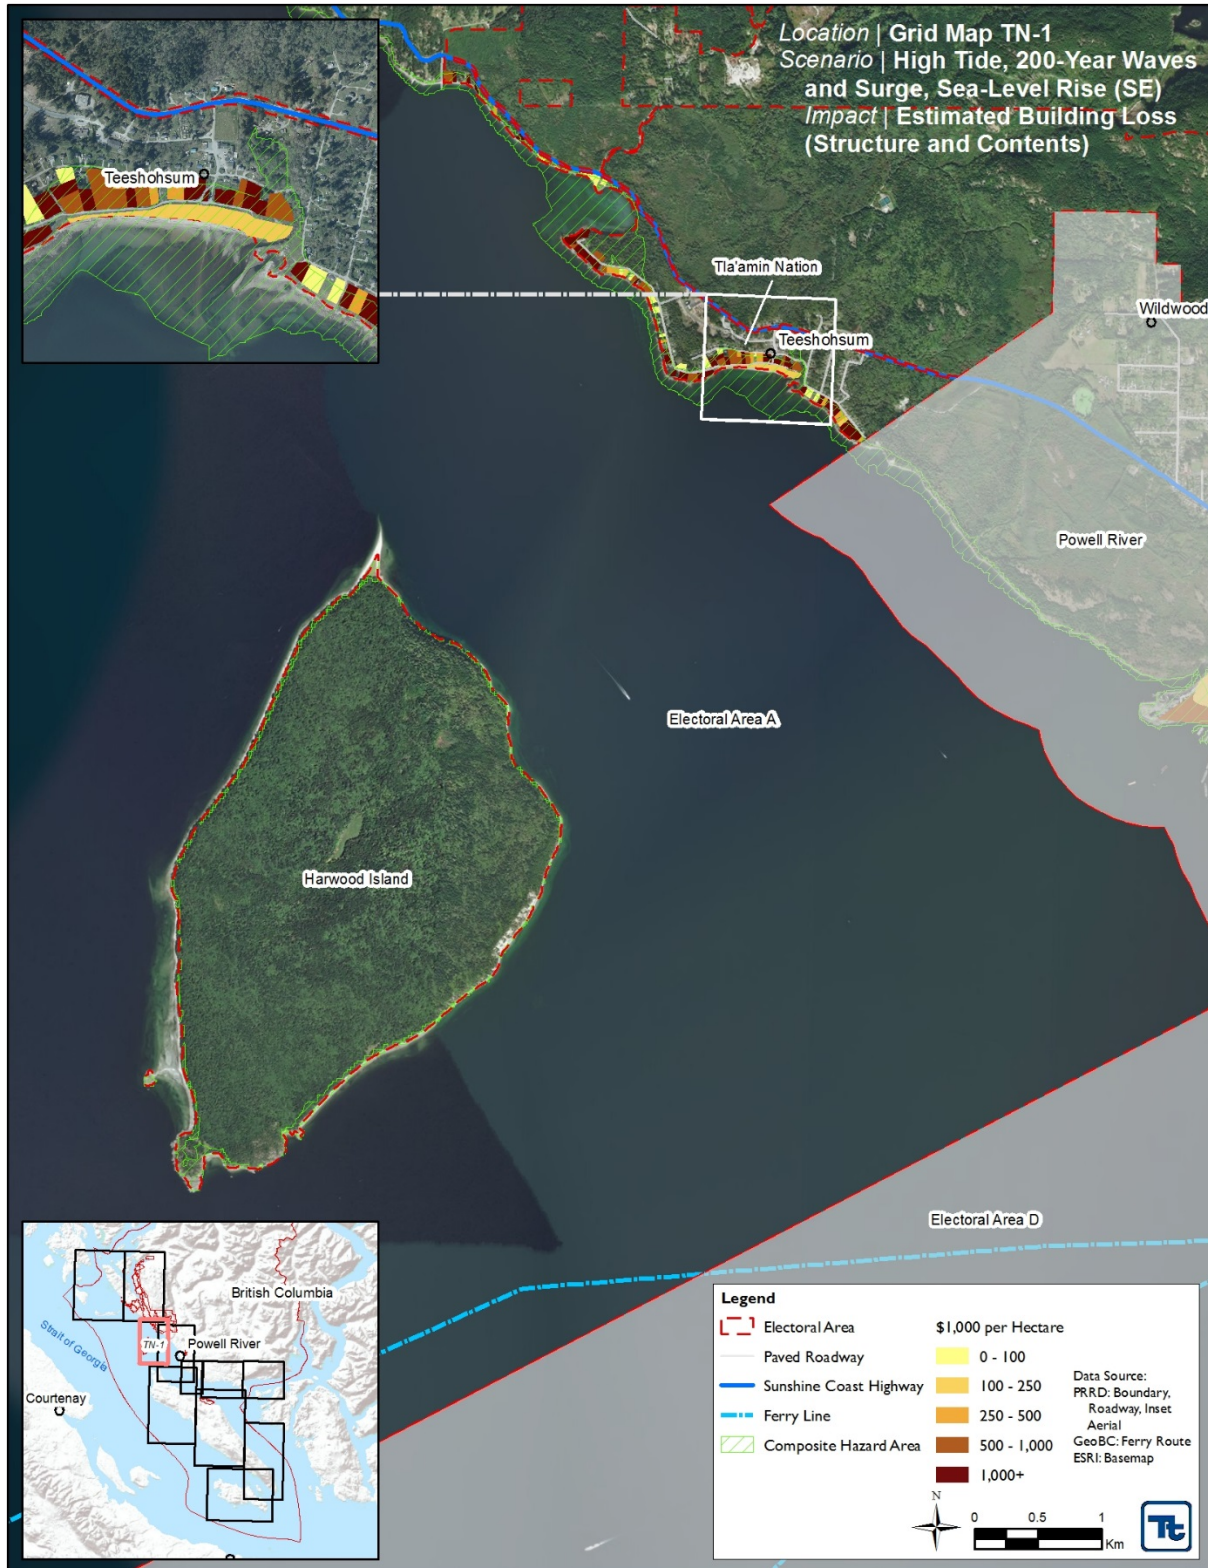 Location | Grid Map TN-1
Scenario | High Tide, 200-Year Waves
and Surge, Sea-Level Rise (SE)
Impact | Estimated Building Loss
(Structure and Contents)
Teeshohsum
Tla'amin Nation
Teeshohsum
Wildwood
Powell River
Electoral Area A
Harwood Island
Electoral Area D
British Columbia
Strait of Georgia
TN-1
Powell River
Courtenay
Legend
Electoral Area
Paved Roadway
Sunshine Coast Highway
Ferry Line
Composite Hazard Area
$1,000 per Hectare
0 - 100
100 - 250
250 - 500
500 - 1,000
1,000+
Data Source:
PRRD: Boundary,
Roadway, Inset
Aerial
GeoBC: Ferry Route
ESRI: Basemap
N
0 0.5 1
Km
Tt